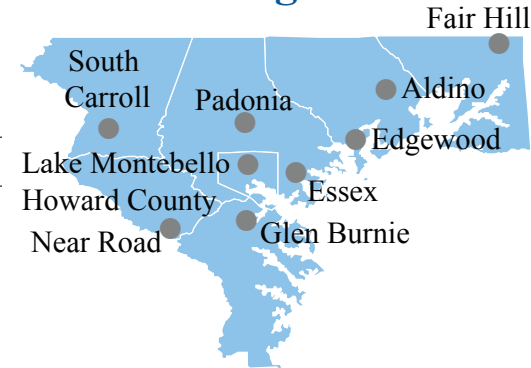 Fair Hill
South
Carroll
Aldino
Padonia
Edgewood
Lake Montebello
Essex
Howard County
Near Road
Glen Burnie